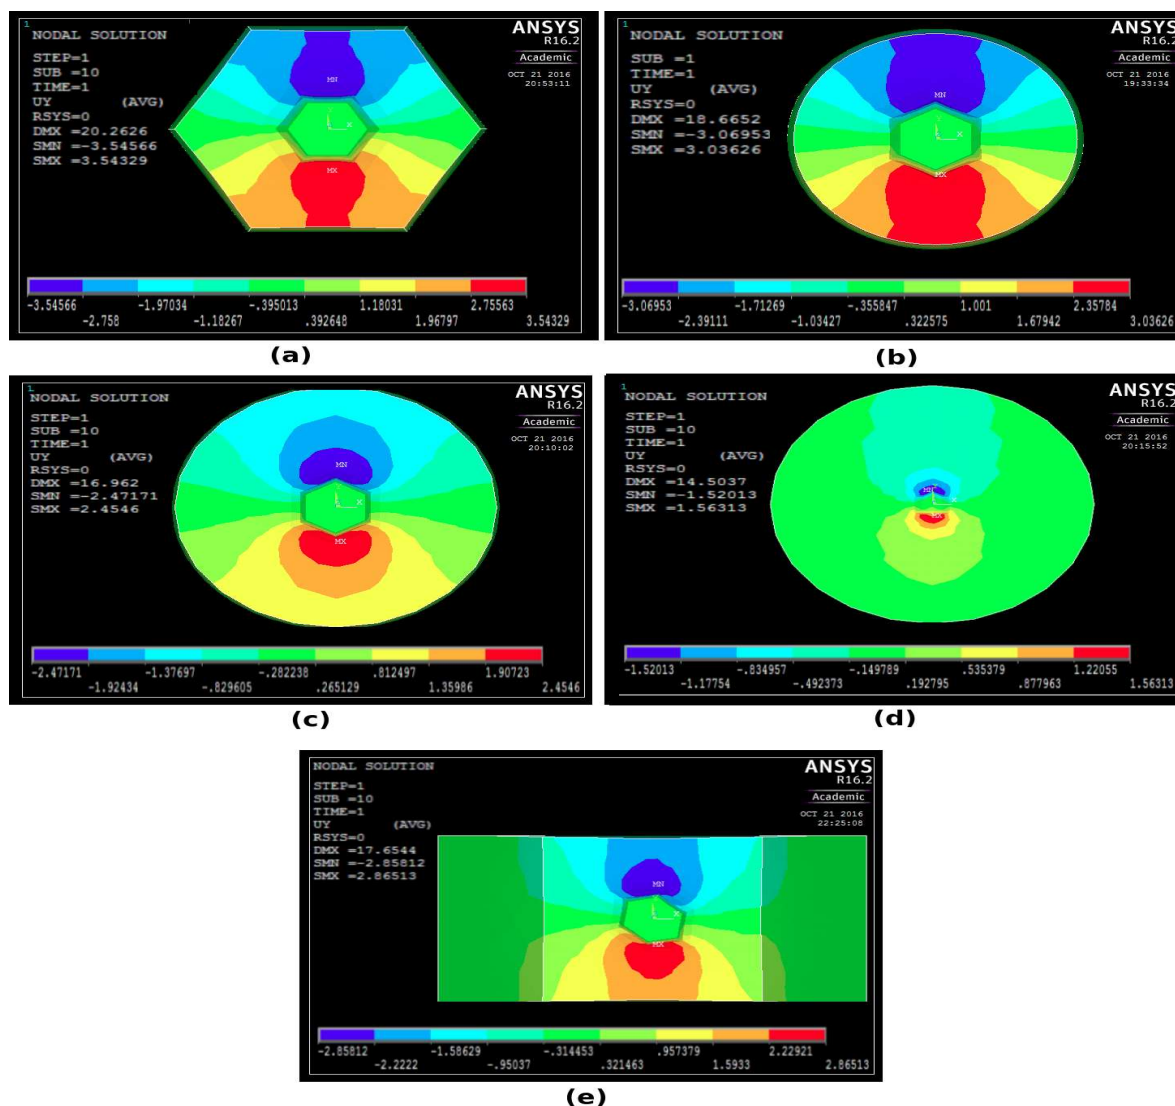 1
NODAL SOLUTION
STEP=1
SUB =10
TIME=1
UY (AVG)
RSYS=0
DMX =20.2626
SMN =-3.54566
SMX =3.54329
ANSYS
R16.2
Academic
OCT 21 2016
20:53:11
MN
Y
X
MX
-3.54566 -1.97034 -.395013 1.18031 2.75563
-2.758 -1.18267 .392648 1.96797 3.54329
(a)
1
NODAL SOLUTION
SUB =1
TIME=1
UY (AVG)
RSYS=0
DMX =18.6652
SMN =-3.06953
SMX =3.03626
ANSYS
R16.2
Academic
OCT 21 2016
19:33:34
MN
Y
X
MX
-3.06953 -1.71269 -.355847 1.001 2.35784
-2.39111 -1.03427 .322575 1.67942 3.03626
(b)
1
NODAL SOLUTION
STEP=1
SUB =10
TIME=1
UY (AVG)
RSYS=0
DMX =16.962
SMN =-2.47171
SMX =2.4546
ANSYS
R16.2
Academic
OCT 21 2016
20:10:02
MN
Y
X
MX
-2.47171 -1.37697 -.282238 .812497 1.90723
-1.92434 -.829605 .265129 1.35986 2.4546
(c)
1
NODAL SOLUTION
STEP=1
SUB =10
TIME=1
UY (AVG)
RSYS=0
DMX =14.5037
SMN =-1.52013
SMX =1.56313
ANSYS
R16.2
Academic
OCT 21 2016
20:15:52
MN
X
MX
-1.52013 -.834957 -.149789 .535379 1.22055
-1.17754 -.492373 .192795 .877963 1.56313
(d)
NODAL SOLUTION
STEP=1
SUB =10
TIME=1
UY (AVG)
RSYS=0
DMX =17.6544
SMN =-2.85812
SMX =2.86513
ANSYS
R16.2
Academic
OCT 21 2016
22:25:08
MN
X
MX
-2.85812 -1.58629 -.314453 .957379 2.22921
-2.2222 -.95037 .321463 1.5933 2.86513
(e)